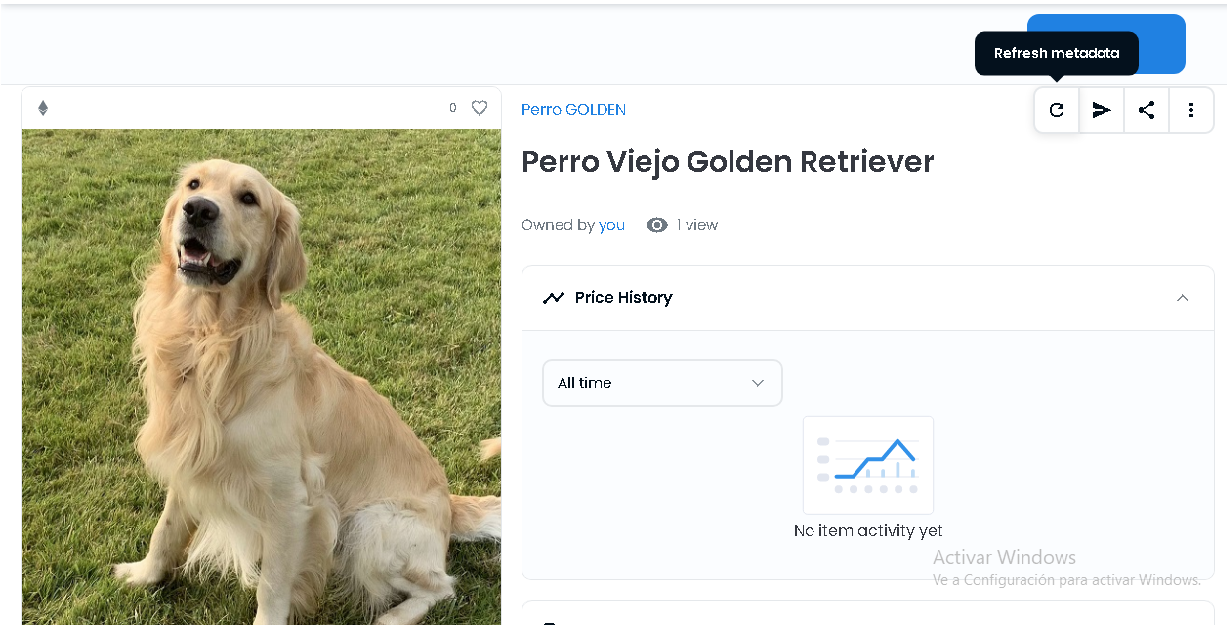 Refresh metadata
0
Perro GOLDEN
Perro Viejo Golden Retriever
Owned by you 1 view
Price History
All time
No item activity yet
Activar Windows
Ve a Configuración para activar Windows.